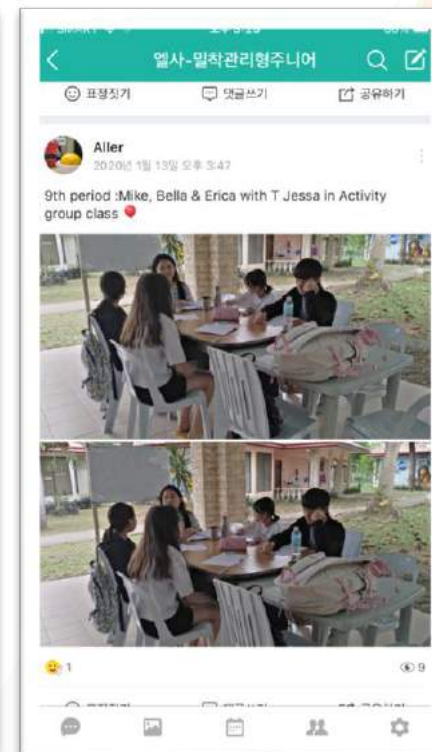 엘사-밀착관리형주니어
표정짓기 댓글쓰기 공유하기
Aller
2020년 1월 13일 오후 3:47
9th period :Mike, Bella & Erica with T Jessa in Activity
group class
1 9